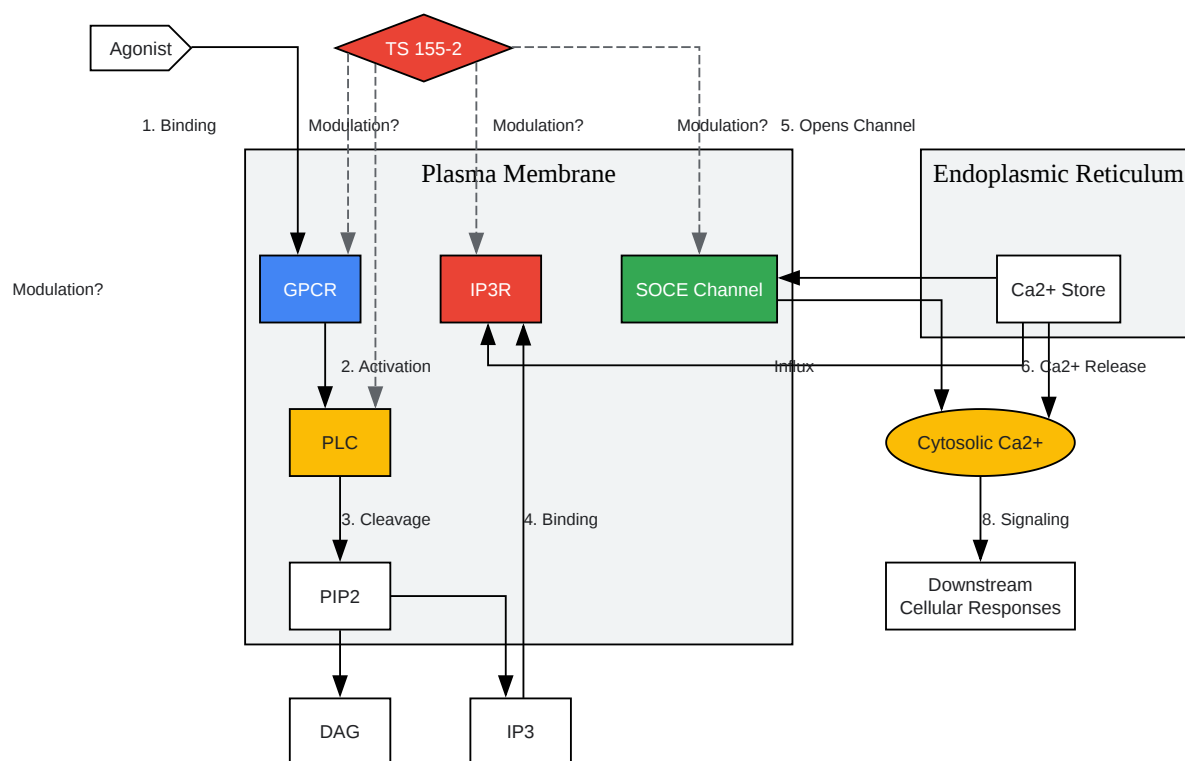 Agonist
TS 155-2
1. Binding
Modulation?
Modulation?
Modulation?
5. Opens Channel
Plasma Membrane
Endoplasmic Reticulum
Modulation?
GPCR
IP3R
SOCE Channel
Ca2+ Store
2. Activation
Influx
6. Ca2+ Release
PLC
Cytosolic Ca2+
3. Cleavage
4. Binding
8. Signaling
PIP2
Downstream
Cellular Responses
DAG
IP3